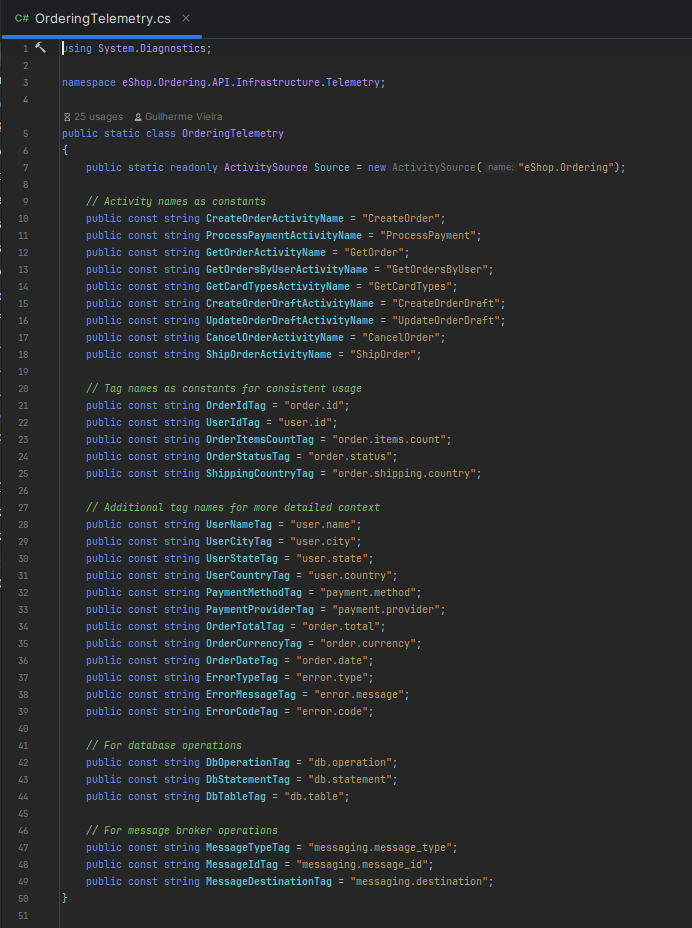 C# OrderingTelemetry.cs ×
1 using System.Diagnostics;
2
3 namespace eShop.Ordering.API.Infrastructure.Telemetry;
4
25 usages Guilherme Vieira
5 public static class OrderingTelemetry
6 {
7 public static readonly ActivitySource Source = new ActivitySource( name: "eShop.Ordering");
8
9 // Activity names as constants
10 public const string CreateOrderActivityName = "CreateOrder";
11 public const string ProcessPaymentActivityName = "ProcessPayment";
12 public const string GetOrderActivityName = "GetOrder";
13 public const string GetOrdersByUserActivityName = "GetOrdersByUser";
14 public const string GetCardTypesActivityName = "GetCardTypes";
15 public const string CreateOrderDraftActivityName = "CreateOrderDraft";
16 public const string UpdateOrderDraftActivityName = "UpdateOrderDraft";
17 public const string CancelOrderActivityName = "CancelOrder";
18 public const string ShipOrderActivityName = "ShipOrder";
19
20 // Tag names as constants for consistent usage
21 public const string OrderIdTag = "order.id";
22 public const string UserIdTag = "user.id";
23 public const string OrderItemsCountTag = "order.items.count";
24 public const string OrderStatusTag = "order.status";
25 public const string ShippingCountryTag = "order.shipping.country";
26
27 // Additional tag names for more detailed context
28 public const string UserNameTag = "user.name";
29 public const string UserCityTag = "user.city";
30 public const string UserStateTag = "user.state";
31 public const string UserCountryTag = "user.country";
32 public const string PaymentMethodTag = "payment.method";
33 public const string PaymentProviderTag = "payment.provider";
34 public const string OrderTotalTag = "order.total";
35 public const string OrderCurrencyTag = "order.currency";
36 public const string OrderDateTag = "order.date";
37 public const string ErrorTypeTag = "error.type";
38 public const string ErrorMessageTag = "error.message";
39 public const string ErrorCodeTag = "error.code";
40
41 // For database operations
42 public const string DbOperationTag = "db.operation";
43 public const string DbStatementTag = "db.statement";
44 public const string DbTableTag = "db.table";
45
46 // For message broker operations
47 public const string MessageTypeTag = "messaging.message_type";
48 public const string MessageIdTag = "messaging.message_id";
49 public const string MessageDestinationTag = "messaging.destination";
50 }
51